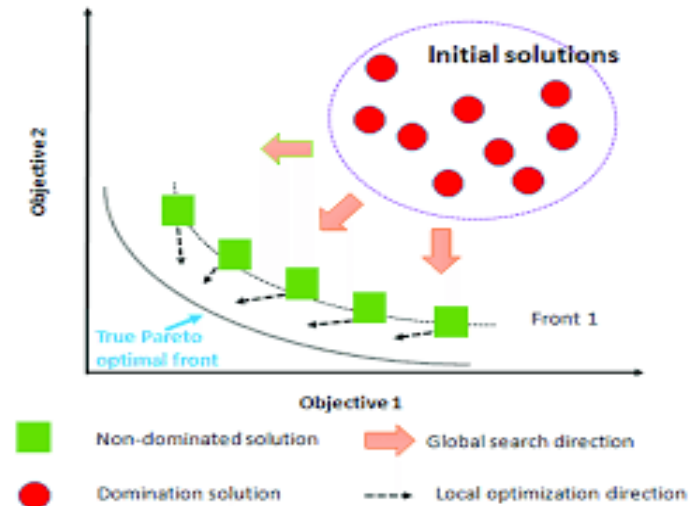 Initial solutions
Objective 2
Front 1
True Pareto
optimal front
Objective 1
Non-dominated solution
Global search direction
Domination solution
Local optimization direction